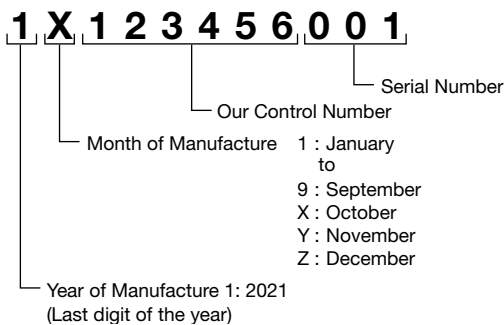 1 X 1 2 3 4 5 6 0 0 1
Serial Number
Our Control Number
Month of Manufacture 1 : January
to
9 : September
X : October
Y : November
Z : December
Year of Manufacture 1: 2021
(Last digit of the year)